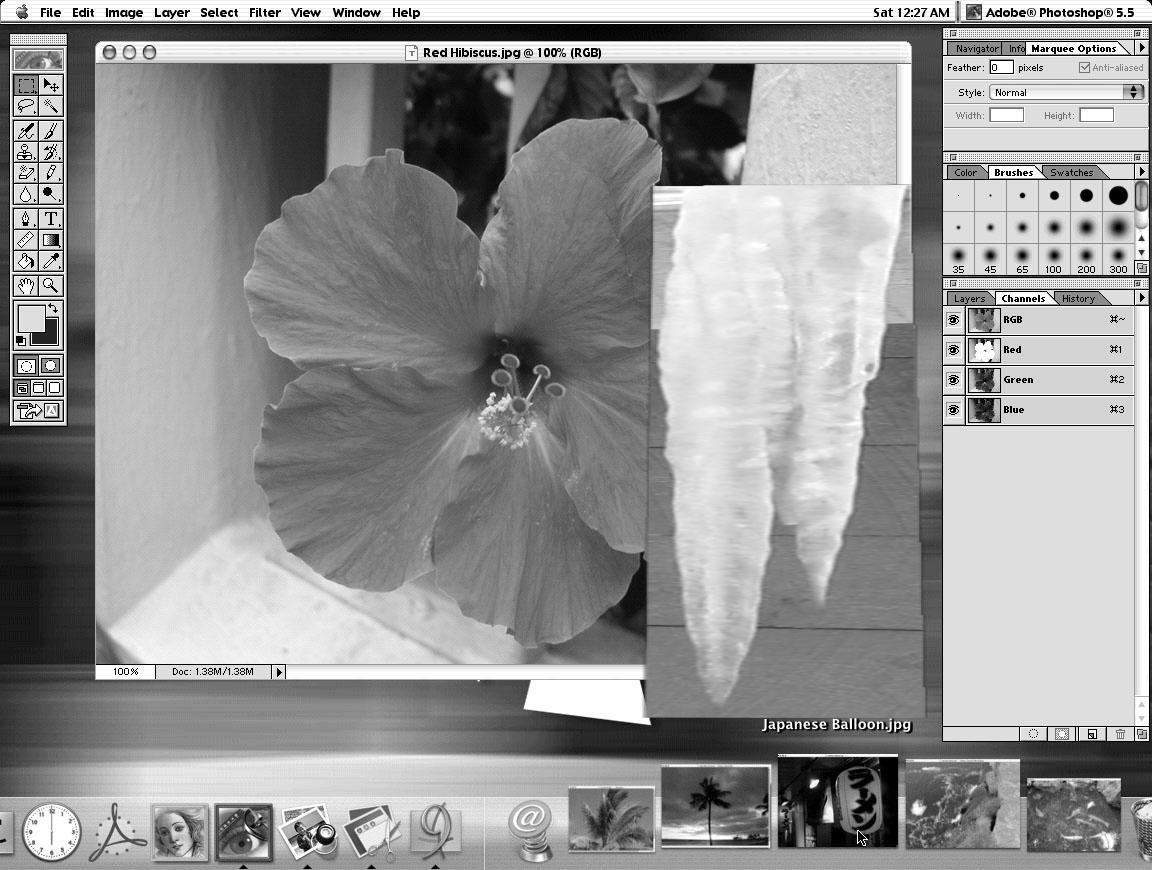 File Edit Image Layer Select Filter View Window Help
Sat 12:27 AM
Adobe® Photoshop® 5.5
Red Hibiscus.jpg @ 100% (RGB)
Navigator Info Marquee Options
Feather: 0 pixels Anti-aliased
Style: Normal
Width: Height:
Color Brushes Swatches
35 45 65 100 200 300
Layers Channels History
RGB ⌘~
Red ⌘1
Green ⌘2
Blue ⌘3
T
100% Doc: 1.38M/1.38M
Japanese Balloon.jpg
@
ラーメン